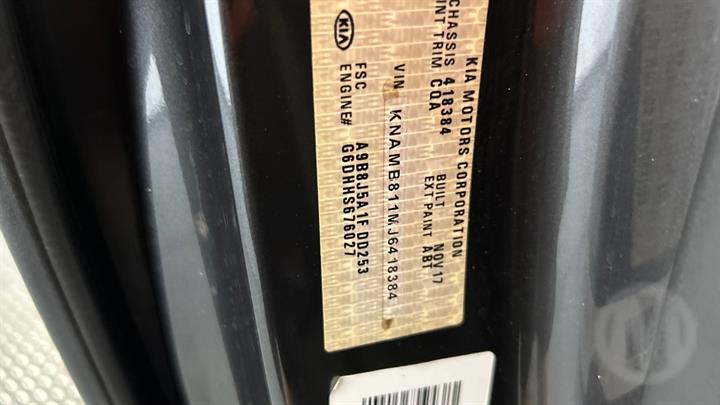 KIA MOTORS CORPORATION
CHASSIS 418384 BUILT NOV17
INT TRIM CQA EXT.PAINT ABT
VIN KNAMB811MJ6418384
FSC A9B8J5A1F DD253
ENGINE# G6DHHS676027
KIA